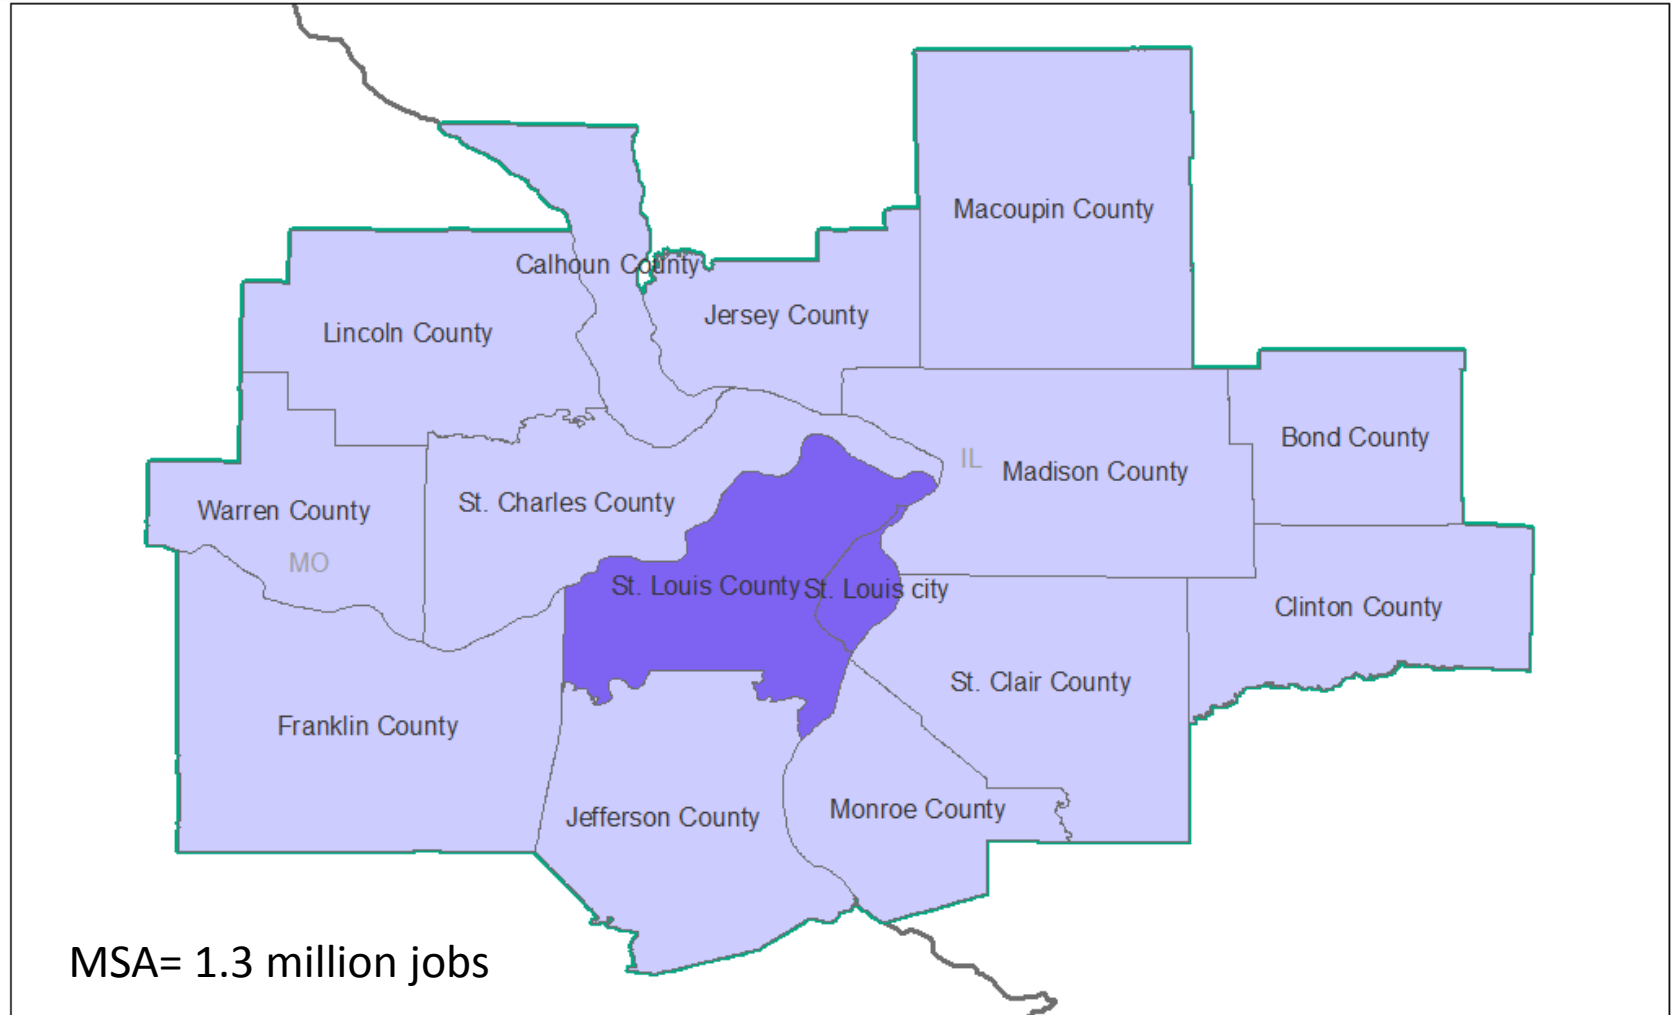 Macoupin County
Calhoun County
Jersey County
Lincoln County
Bond County
IL
Madison County
St. Charles County
Warren County
MO
St. Louis County
St. Louis city
Clinton County
St. Clair County
Franklin County
Monroe County
Jefferson County
MSA= 1.3 million jobs